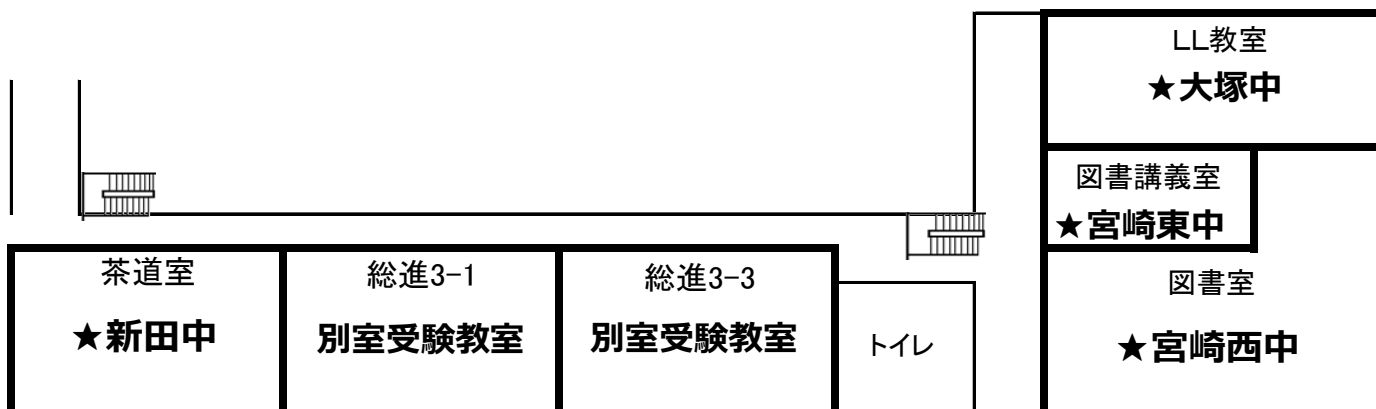 LL教室
★大塚中
図書講義室
★宮崎東中
茶道室
★新田中
総進3-1
別室受験教室
総進3-3
別室受験教室
トイレ
図書室
★宮崎西中